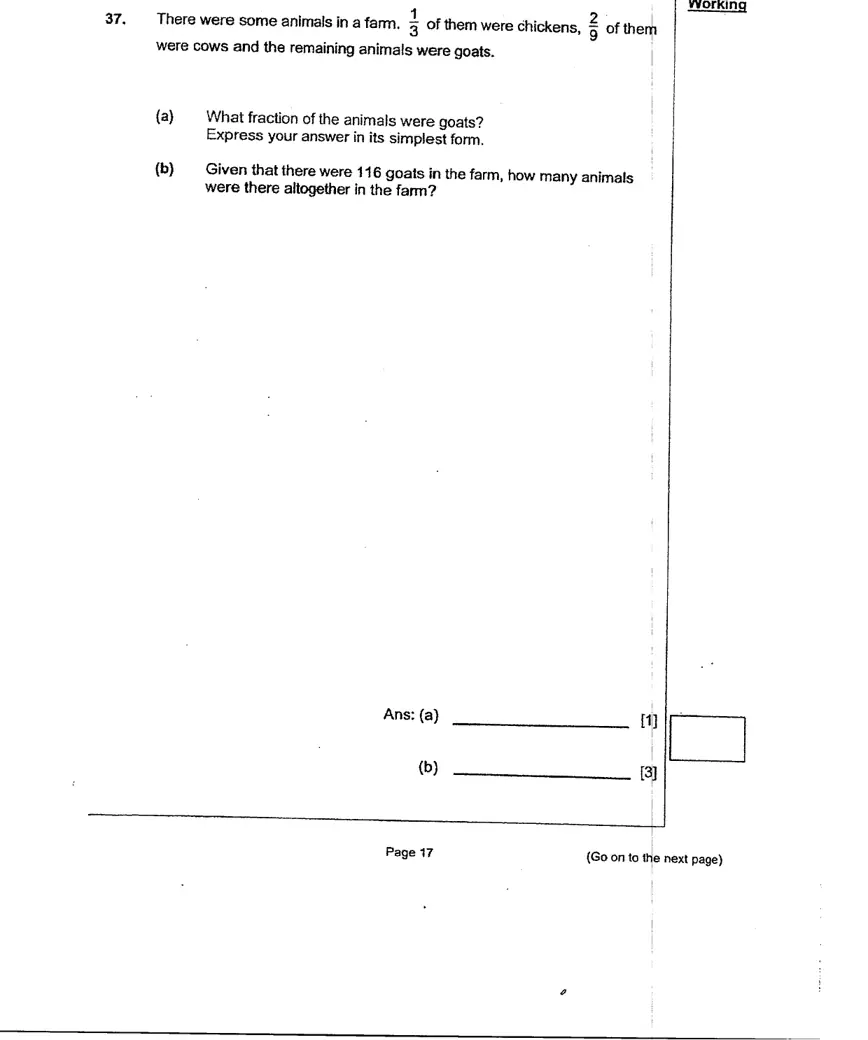 Working
37. There were some animals in a farm. 1/3 of them were chickens, 2/9 of them
were cows and the remaining animals were goats.
(a) What fraction of the animals were goats?
Express your answer in its simplest form.
(b) Given that there were 116 goats in the farm, how many animals
were there altogether in the farm?
Ans: (a) ____________ [1]
(b) ____________ [3]
Page 17
(Go on to the next page)